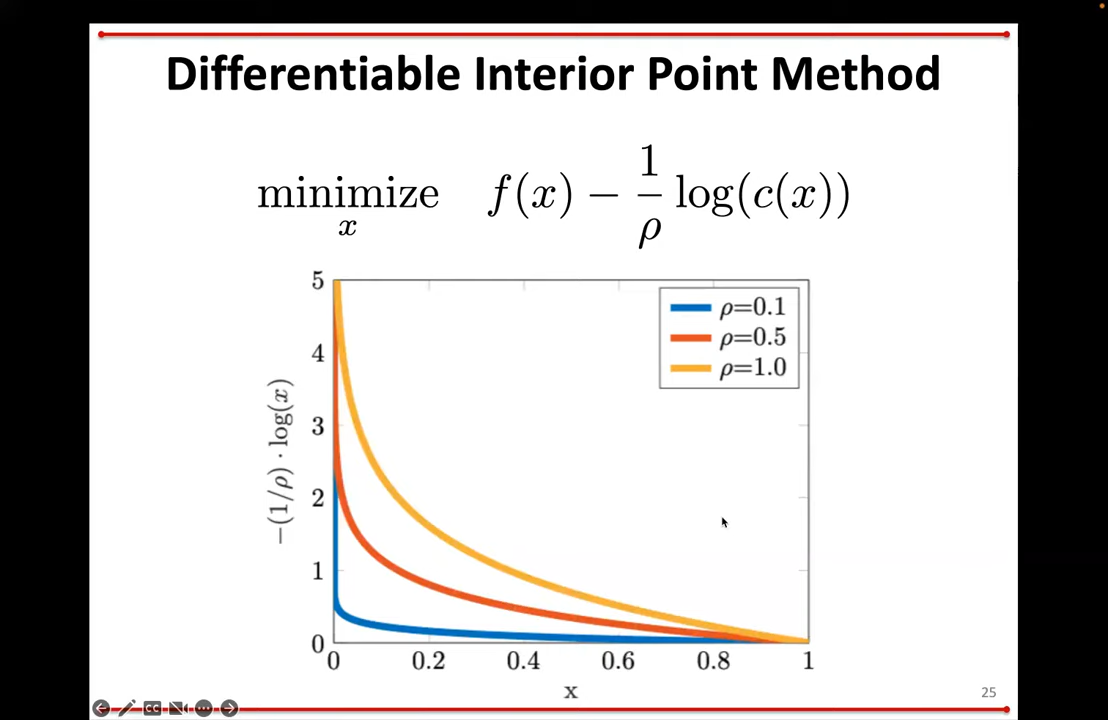 Differentiable Interior Point Method
minimize f(x) − 1/ρ log(c(x))
x
5
4
3
2
1
0
−(1/ρ) · log(x)
ρ=0.1
ρ=0.5
ρ=1.0
0 0.2 0.4 0.6 0.8 1
x
25
CC